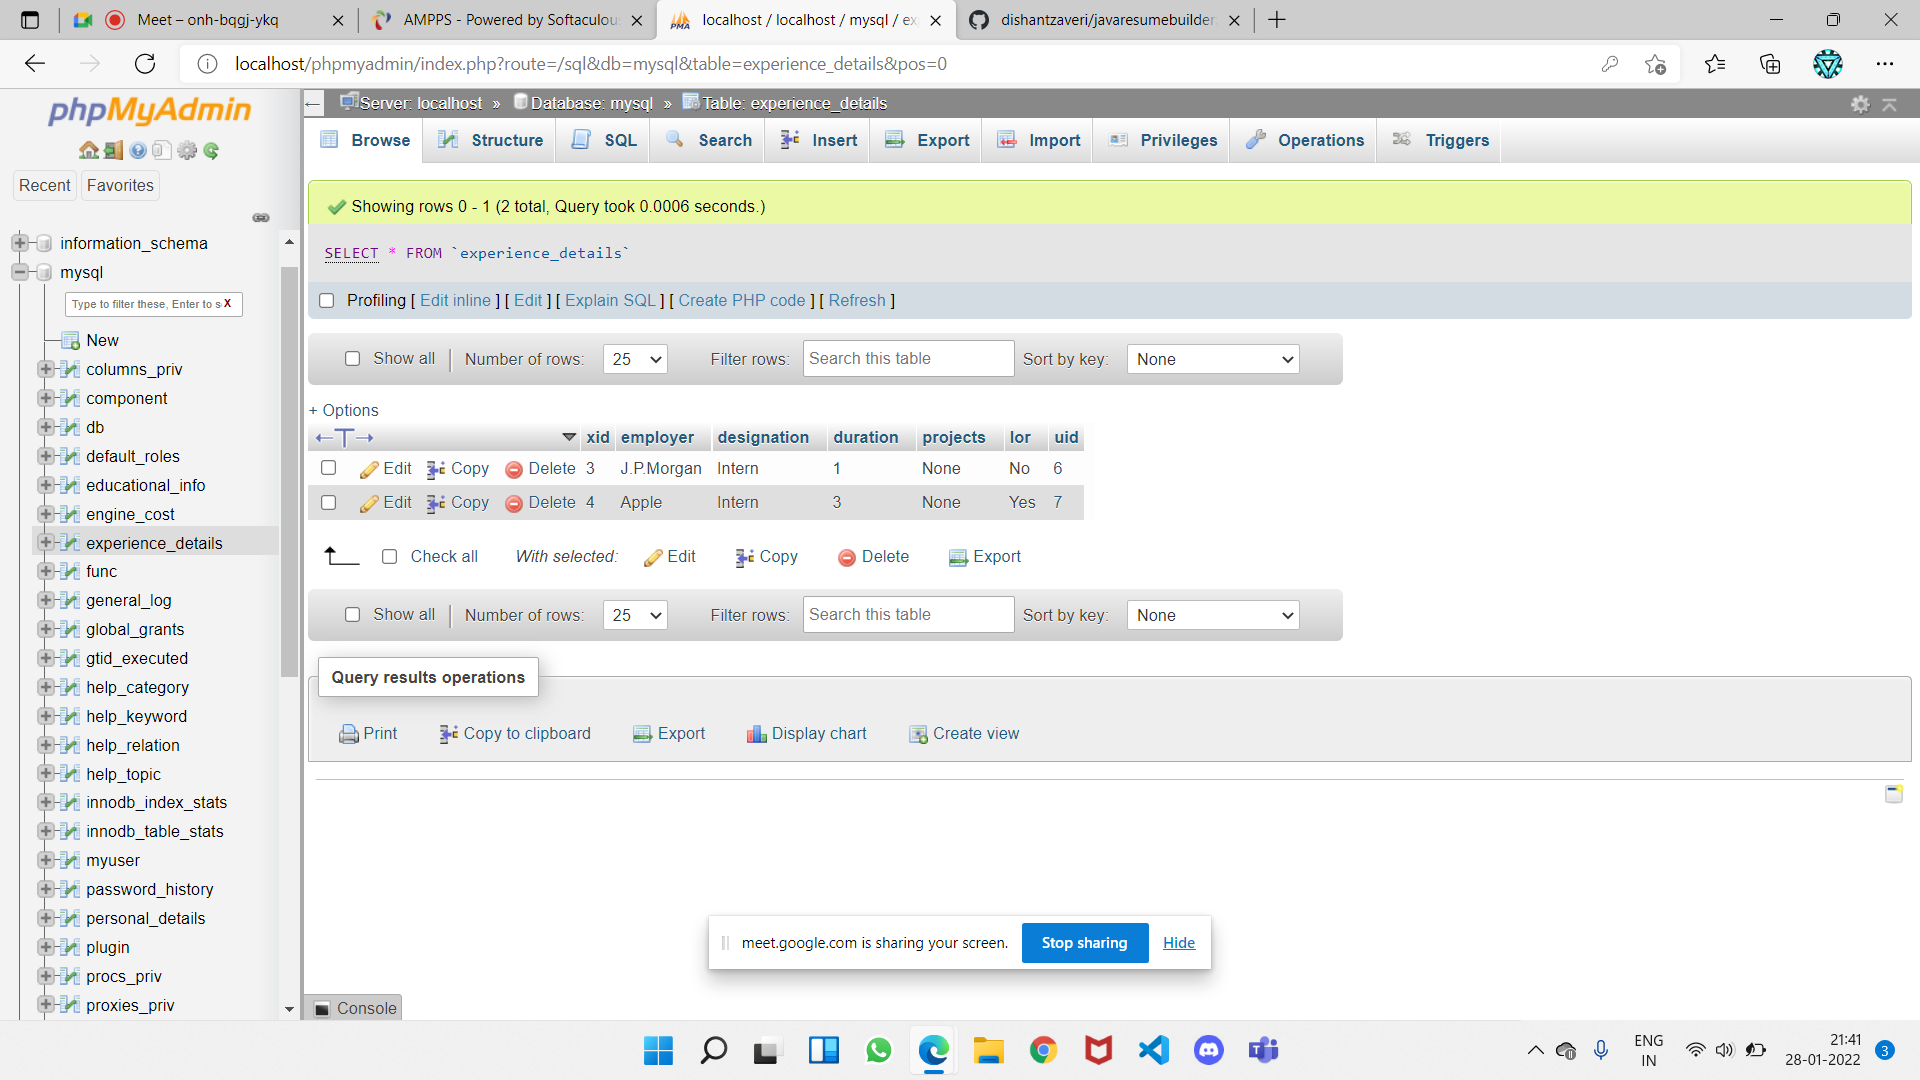 Meet – onh-bqgj-ykq
AMPPS - Powered by Softaculou
localhost / localhost / mysql / ex
dishantzaveri/javaresumebuilder
localhost/phpmyadmin/index.php?route=/sql&db=mysql&table=experience_details&pos=0
phpMyAdmin
Recent Favorites
information_schema
mysql
Type to filter these, Enter to s X
New
columns_priv
component
db
default_roles
educational_info
engine_cost
experience_details
func
general_log
global_grants
gtid_executed
help_category
help_keyword
help_relation
help_topic
innodb_index_stats
innodb_table_stats
myuser
password_history
personal_details
plugin
procs_priv
proxies_priv
Server: localhost » Database: mysql » Table: experience_details
Browse Structure SQL Search Insert Export Import Privileges Operations Triggers
Showing rows 0 - 1 (2 total, Query took 0.0006 seconds.)
SELECT * FROM `experience_details`
Profiling [ Edit inline ] [ Edit ] [ Explain SQL ] [ Create PHP code ] [ Refresh ]
Show all Number of rows: 25 Filter rows: Search this table Sort by key: None
+ Options
←T→ xid employer designation duration projects lor uid
Edit Copy Delete 3 J.P.Morgan Intern 1 None No 6
Edit Copy Delete 4 Apple Intern 3 None Yes 7
Check all With selected: Edit Copy Delete Export
Show all Number of rows: 25 Filter rows: Search this table Sort by key: None
Query results operations
Print Copy to clipboard Export Display chart Create view
meet.google.com is sharing your screen. Stop sharing Hide
Console
ENG
IN
21:41
28-01-2022
3